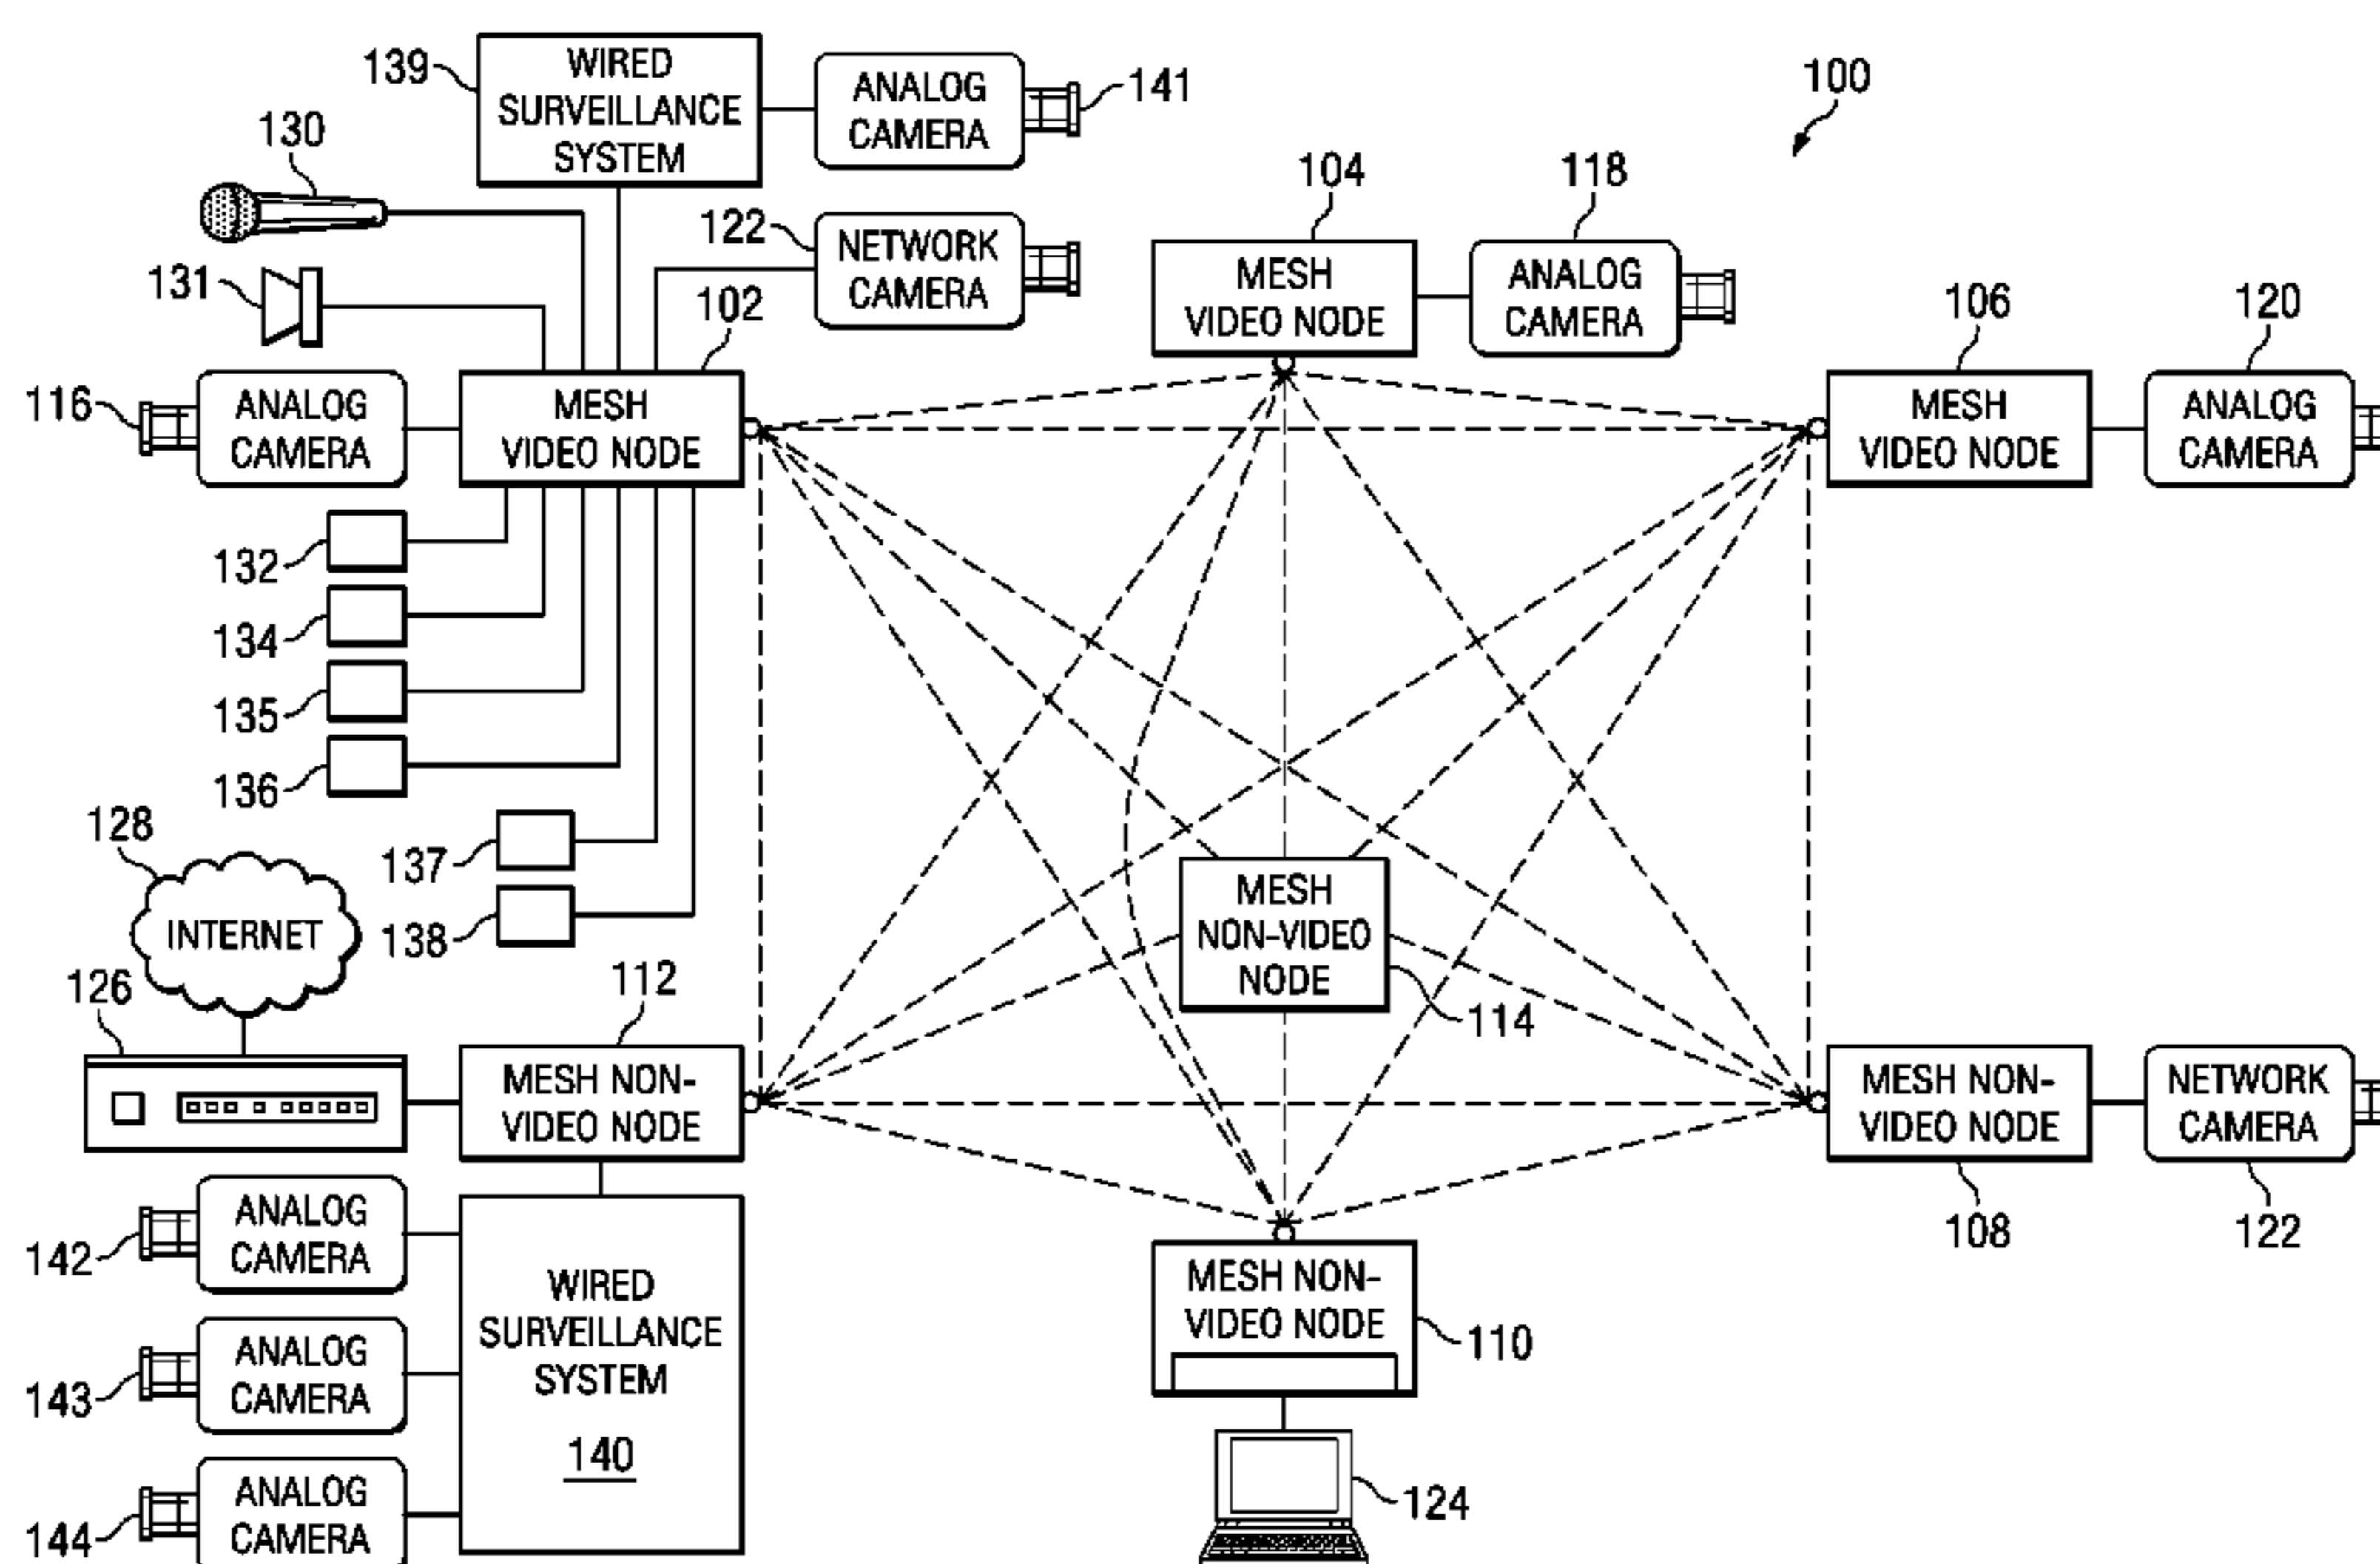 139
WIRED
SURVEILLANCE
SYSTEM
ANALOG
CAMERA
141
100
130
122
NETWORK
CAMERA
104
118
131
102
MESH
VIDEO NODE
ANALOG
CAMERA
106
120
116
ANALOG
CAMERA
MESH
VIDEO NODE
MESH
VIDEO NODE
ANALOG
CAMERA
132
134
135
136
137
138
128
INTERNET
126
112
MESH
NON-VIDEO
NODE
114
MESH NON-
VIDEO NODE
MESH NON-
VIDEO NODE
NETWORK
CAMERA
108
122
142
ANALOG
CAMERA
143
ANALOG
CAMERA
144
ANALOG
CAMERA
WIRED
SURVEILLANCE
SYSTEM
140
MESH NON-
VIDEO NODE
110
124